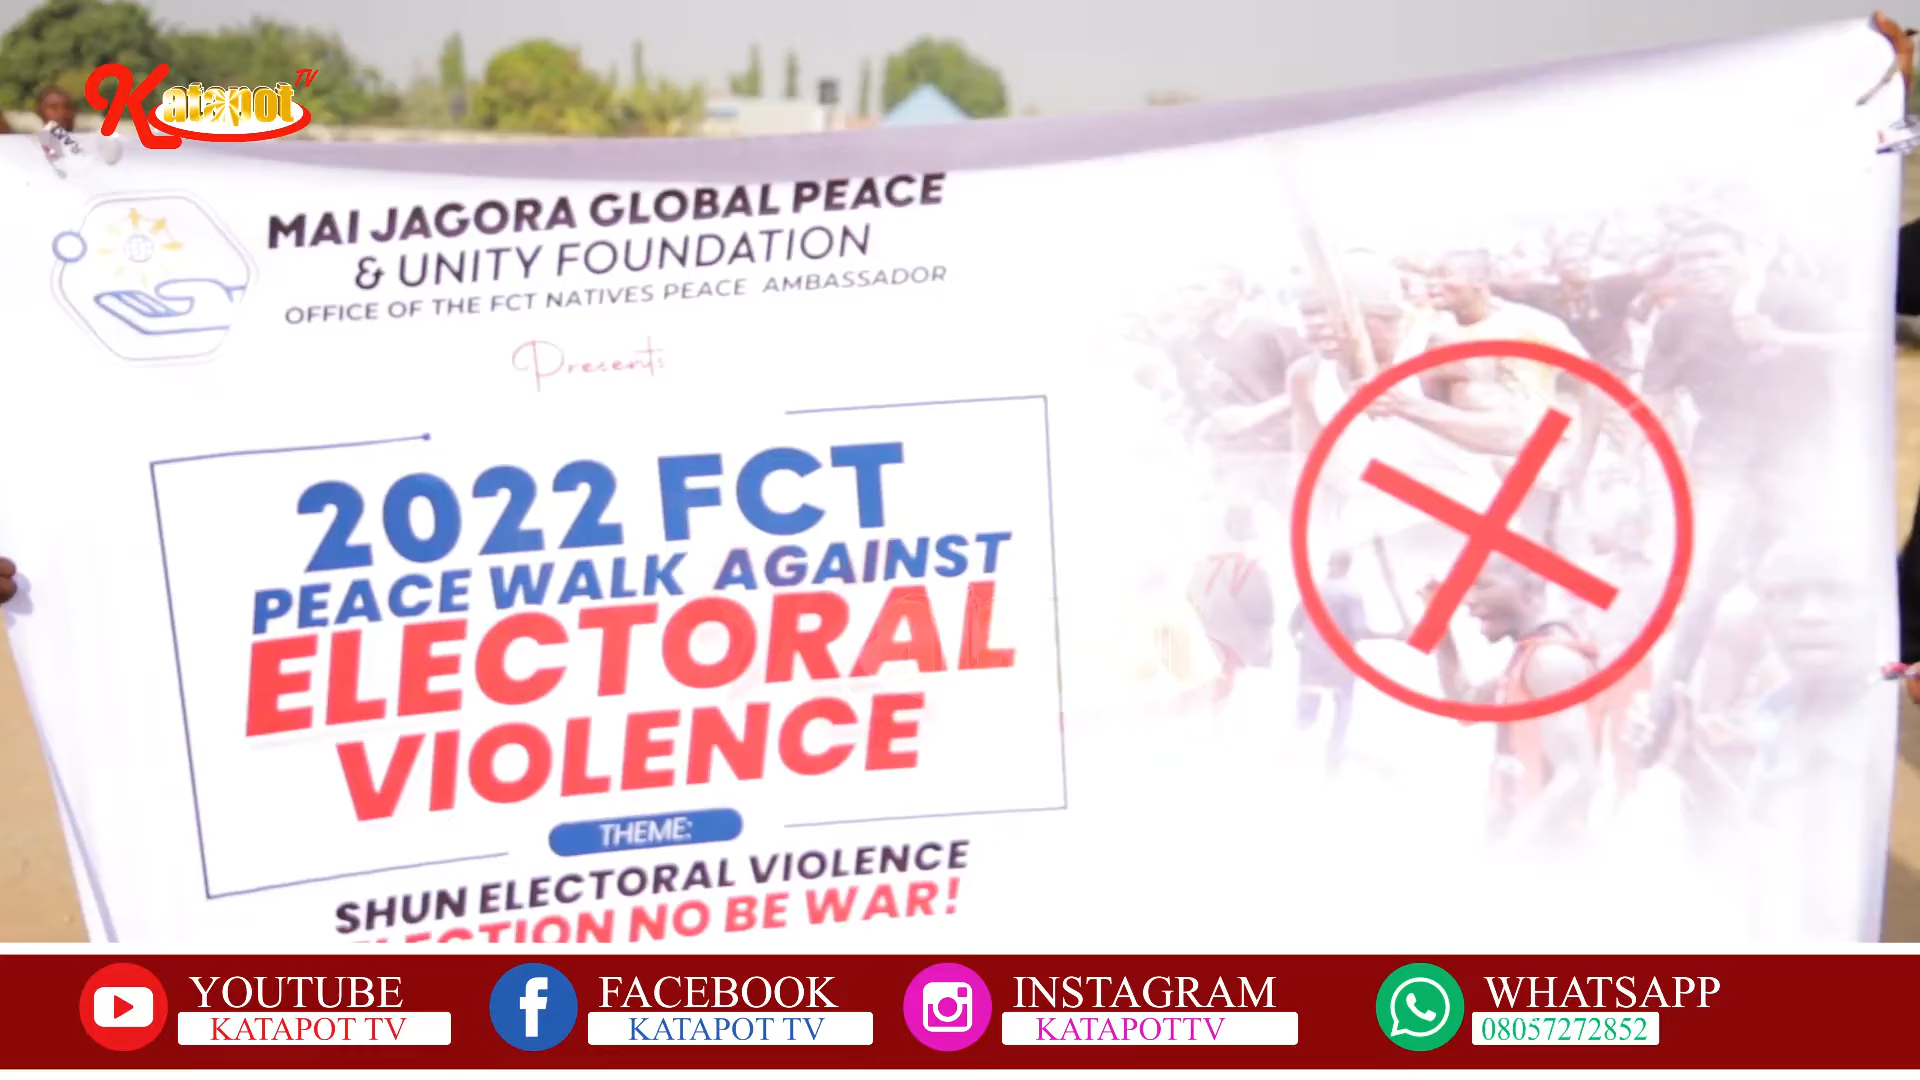 Katapot TV
MAI JAGORA GLOBAL PEACE
& UNITY FOUNDATION
OFFICE OF THE FCT NATIVES PEACE AMBASSADOR
Presents
2022 FCT
PEACE WALK AGAINST
ELECTORAL
VIOLENCE
THEME:
SHUN ELECTORAL VIOLENCE
ELECTION NO BE WAR!
YOUTUBE
KATAPOT TV
FACEBOOK
KATAPOT TV
INSTAGRAM
KATAPOTTV
WHATSAPP
08057272852